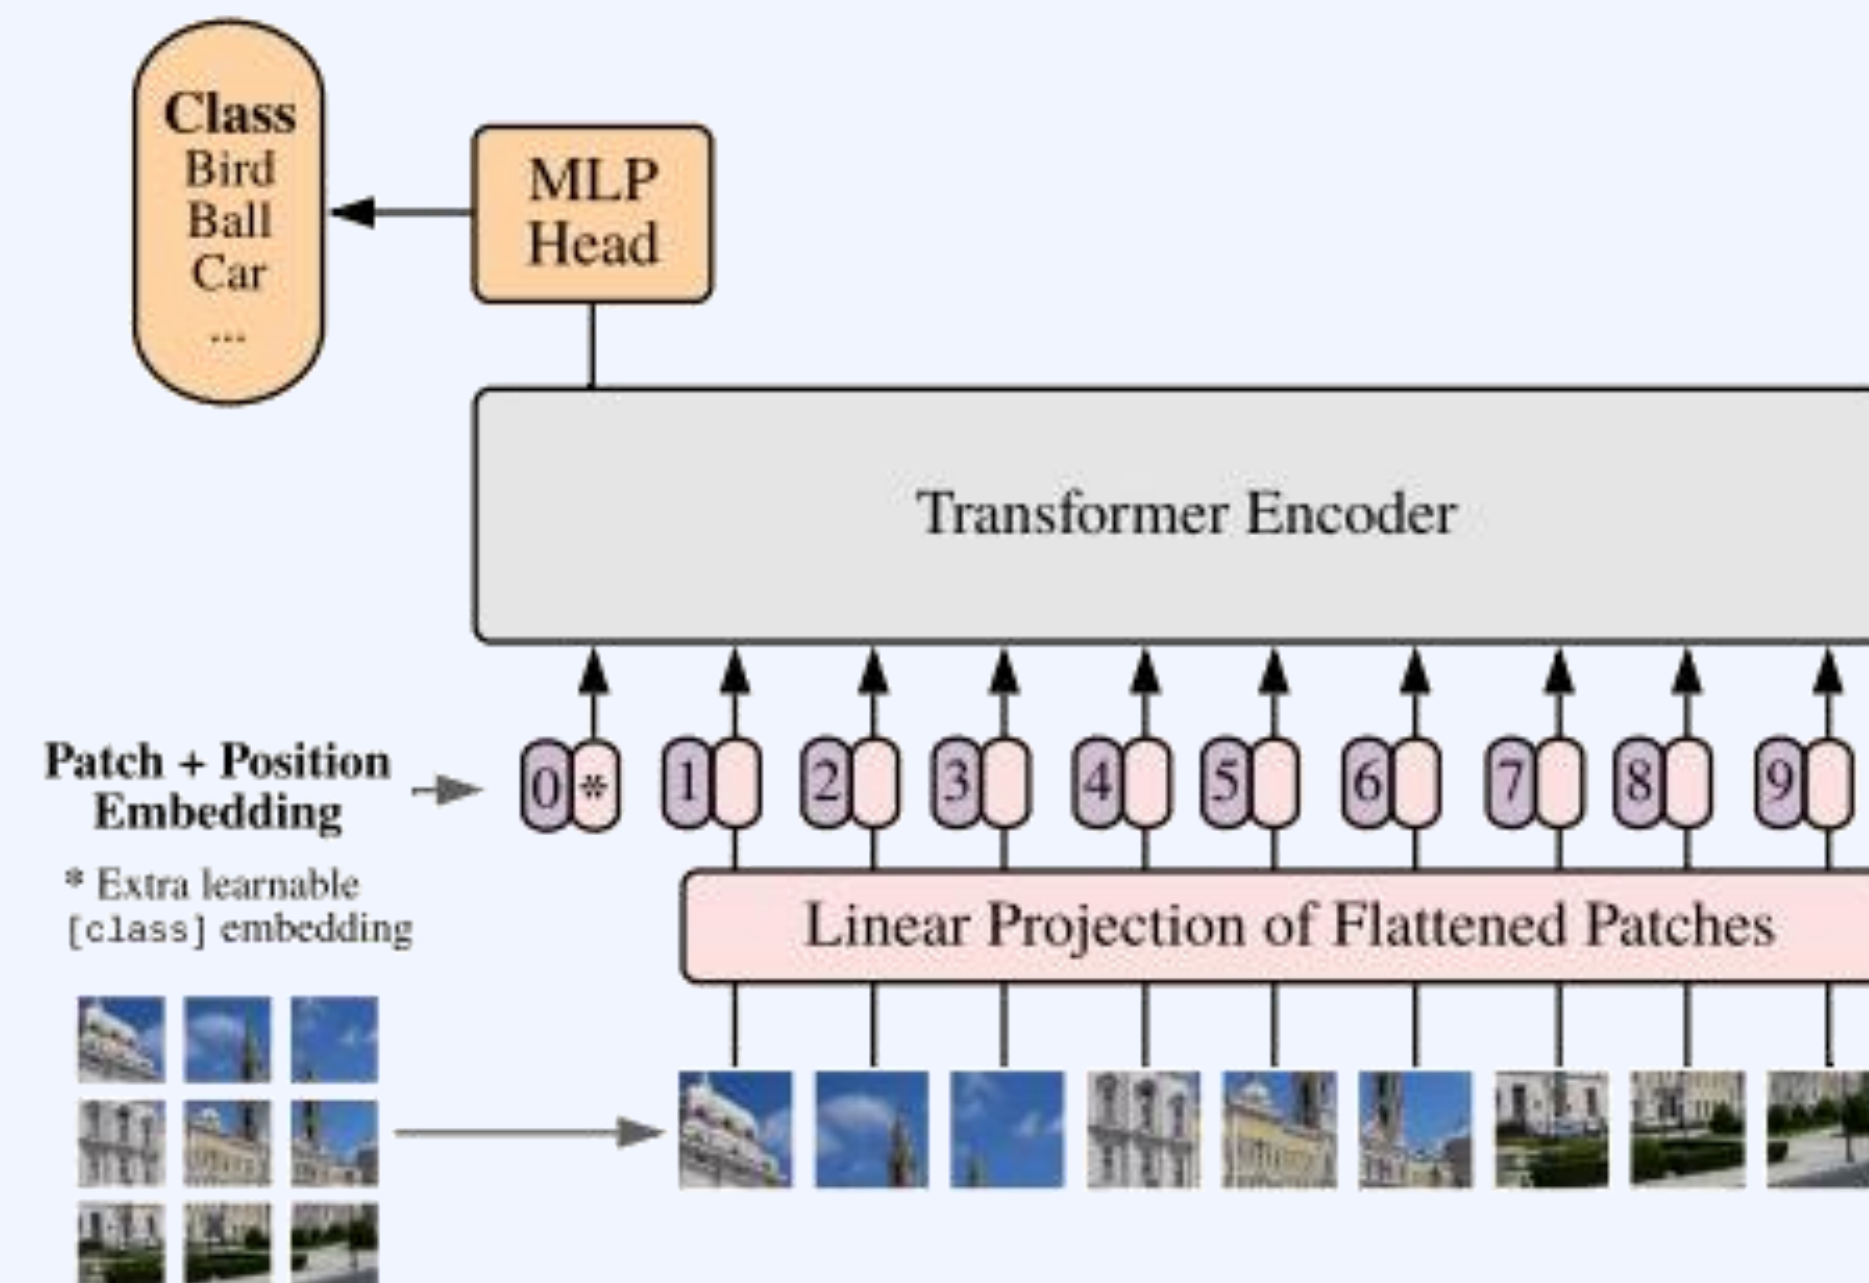 Class
Bird
Ball
Car
...
MLP
Head
Transformer Encoder
Patch + Position
Embedding
0 * 1 2 3 4 5 6 7 8 9
* Extra learnable
[class] embedding
Linear Projection of Flattened Patches